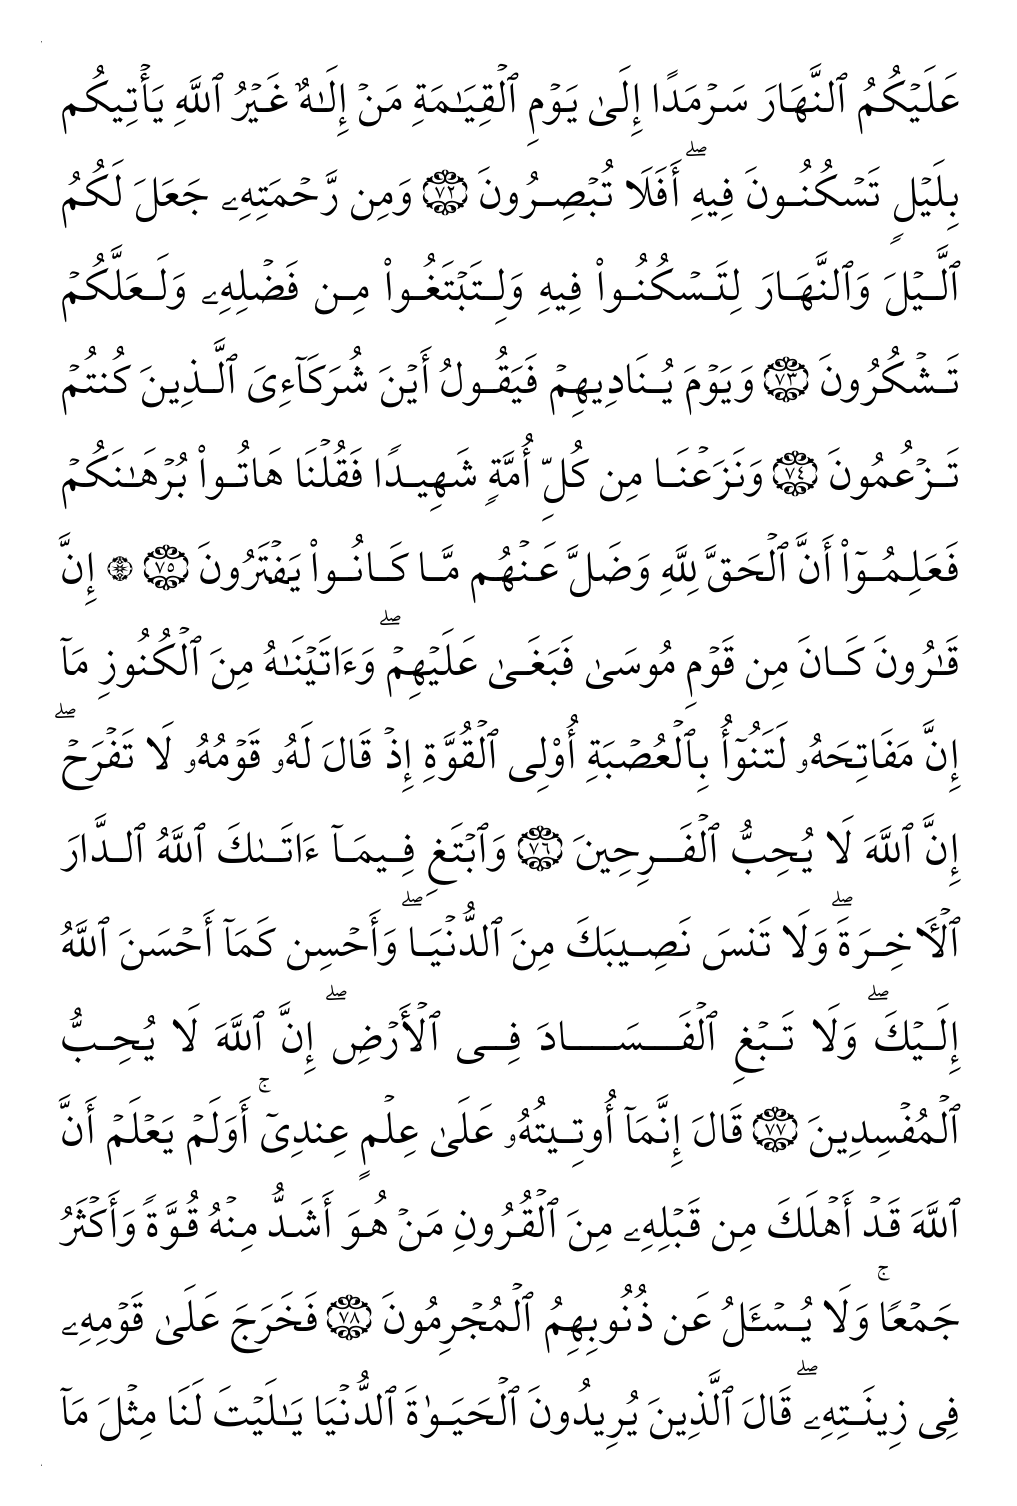 عَلَيۡكُمُ ٱلنَّهَارَ سَرۡمَدًا إِلَىٰ يَوۡمِ ٱلۡقِيَٰمَةِ مَنۡ إِلَٰهٌ غَيۡرُ ٱللَّهِ يَأۡتِيكُم
بِلَيۡلٖ تَسۡكُنُونَ فِيهِۖ أَفَلَا تُبۡصِرُونَ ٧٢ وَمِن رَّحۡمَتِهِۦ جَعَلَ لَكُمُ
ٱلَّيۡلَ وَٱلنَّهَارَ لِتَسۡكُنُواْ فِيهِ وَلِتَبۡتَغُواْ مِن فَضۡلِهِۦ وَلَعَلَّكُمۡ
تَشۡكُرُونَ ٧٣ وَيَوۡمَ يُنَادِيهِمۡ فَيَقُولُ أَيۡنَ شُرَكَآءِيَ ٱلَّذِينَ كُنتُمۡ
تَزۡعُمُونَ ٧٤ وَنَزَعۡنَا مِن كُلِّ أُمَّةٖ شَهِيدٗا فَقُلۡنَا هَاتُواْ بُرۡهَٰنَكُمۡ
فَعَلِمُوٓاْ أَنَّ ٱلۡحَقَّ لِلَّهِ وَضَلَّ عَنۡهُم مَّا كَانُواْ يَفۡتَرُونَ ٧٥ ۞ إِنَّ
قَٰرُونَ كَانَ مِن قَوۡمِ مُوسَىٰ فَبَغَىٰ عَلَيۡهِمۡۖ وَءَاتَيۡنَٰهُ مِنَ ٱلۡكُنُوزِ مَآ
إِنَّ مَفَاتِحَهُۥ لَتَنُوٓأُ بِٱلۡعُصۡبَةِ أُوْلِي ٱلۡقُوَّةِ إِذۡ قَالَ لَهُۥ قَوۡمُهُۥ لَا تَفۡرَحۡۖ
إِنَّ ٱللَّهَ لَا يُحِبُّ ٱلۡفَرِحِينَ ٧٦ وَٱبۡتَغِ فِيمَآ ءَاتَىٰكَ ٱللَّهُ ٱلدَّارَ
ٱلۡأٓخِرَةَۖ وَلَا تَنسَ نَصِيبَكَ مِنَ ٱلدُّنۡيَاۖ وَأَحۡسِن كَمَآ أَحۡسَنَ ٱللَّهُ
إِلَيۡكَۖ وَلَا تَبۡغِ ٱلۡفَسَادَ فِي ٱلۡأَرۡضِۖ إِنَّ ٱللَّهَ لَا يُحِبُّ
ٱلۡمُفۡسِدِينَ ٧٧ قَالَ إِنَّمَآ أُوتِيتُهُۥ عَلَىٰ عِلۡمٍ عِندِيٓۚ أَوَلَمۡ يَعۡلَمۡ أَنَّ
ٱللَّهَ قَدۡ أَهۡلَكَ مِن قَبۡلِهِۦ مِنَ ٱلۡقُرُونِ مَنۡ هُوَ أَشَدُّ مِنۡهُ قُوَّةٗ وَأَكۡثَرُ
جَمۡعٗاۚ وَلَا يُسۡـَٔلُ عَن ذُنُوبِهِمُ ٱلۡمُجۡرِمُونَ ٧٨ فَخَرَجَ عَلَىٰ قَوۡمِهِۦ
فِي زِينَتِهِۦۖ قَالَ ٱلَّذِينَ يُرِيدُونَ ٱلۡحَيَوٰةَ ٱلدُّنۡيَا يَٰلَيۡتَ لَنَا مِثۡلَ مَآ